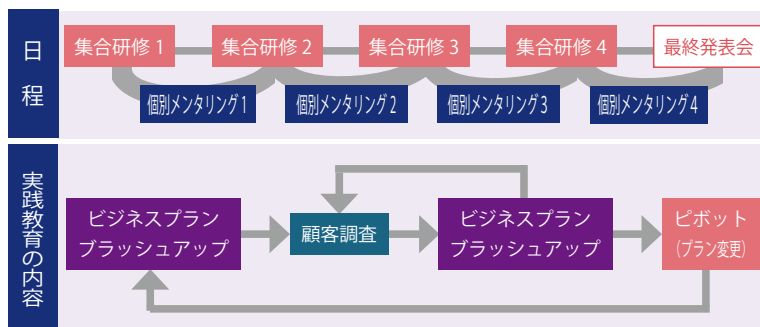 日程
集合研修 1
集合研修 2
集合研修 3
集合研修 4
最終発表会
個別メンタリング1
個別メンタリング2
個別メンタリング3
個別メンタリング4
実践教育の内容
ビジネスプラン
ブラッシュアップ
顧客調査
ビジネスプラン
ブラッシュアップ
ピボット
(プラン変更)